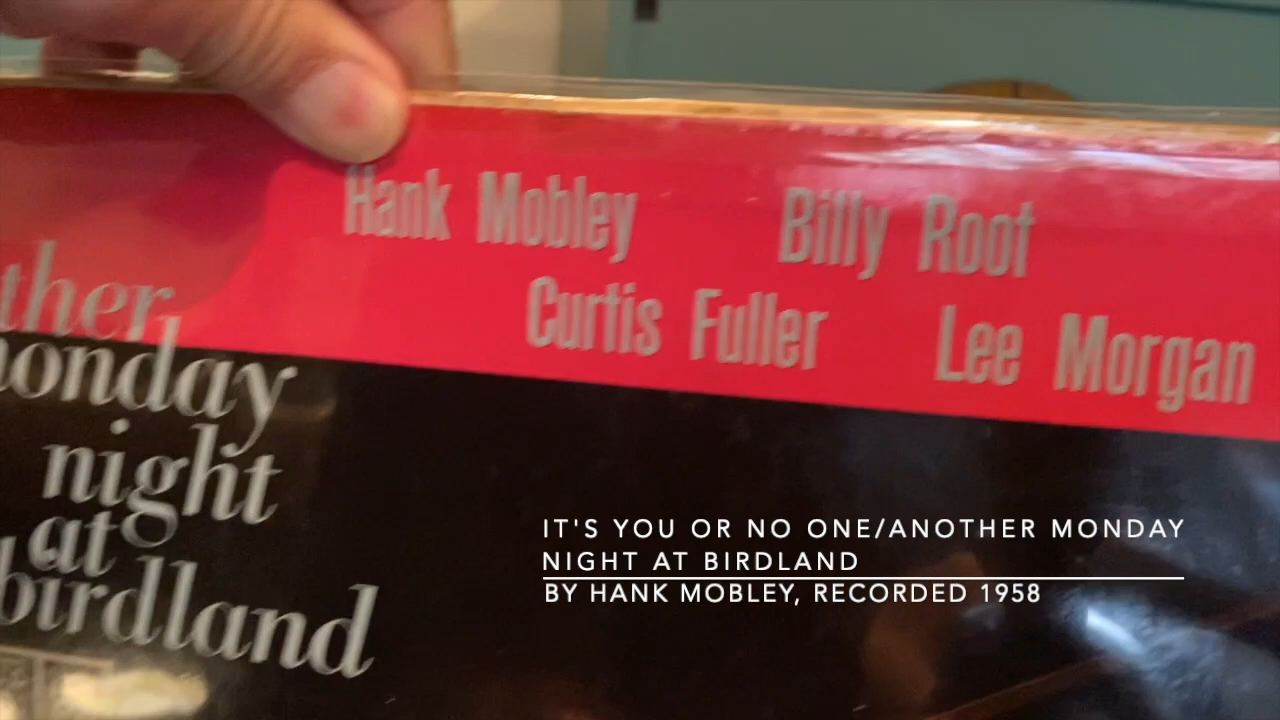 Hank Mobley Billy Root
Curtis Fuller Lee Morgan
ther
monday
night
at
birdland
IT'S YOU OR NO ONE/ANOTHER MONDAY
NIGHT AT BIRDLAND
BY HANK MOBLEY, RECORDED 1958